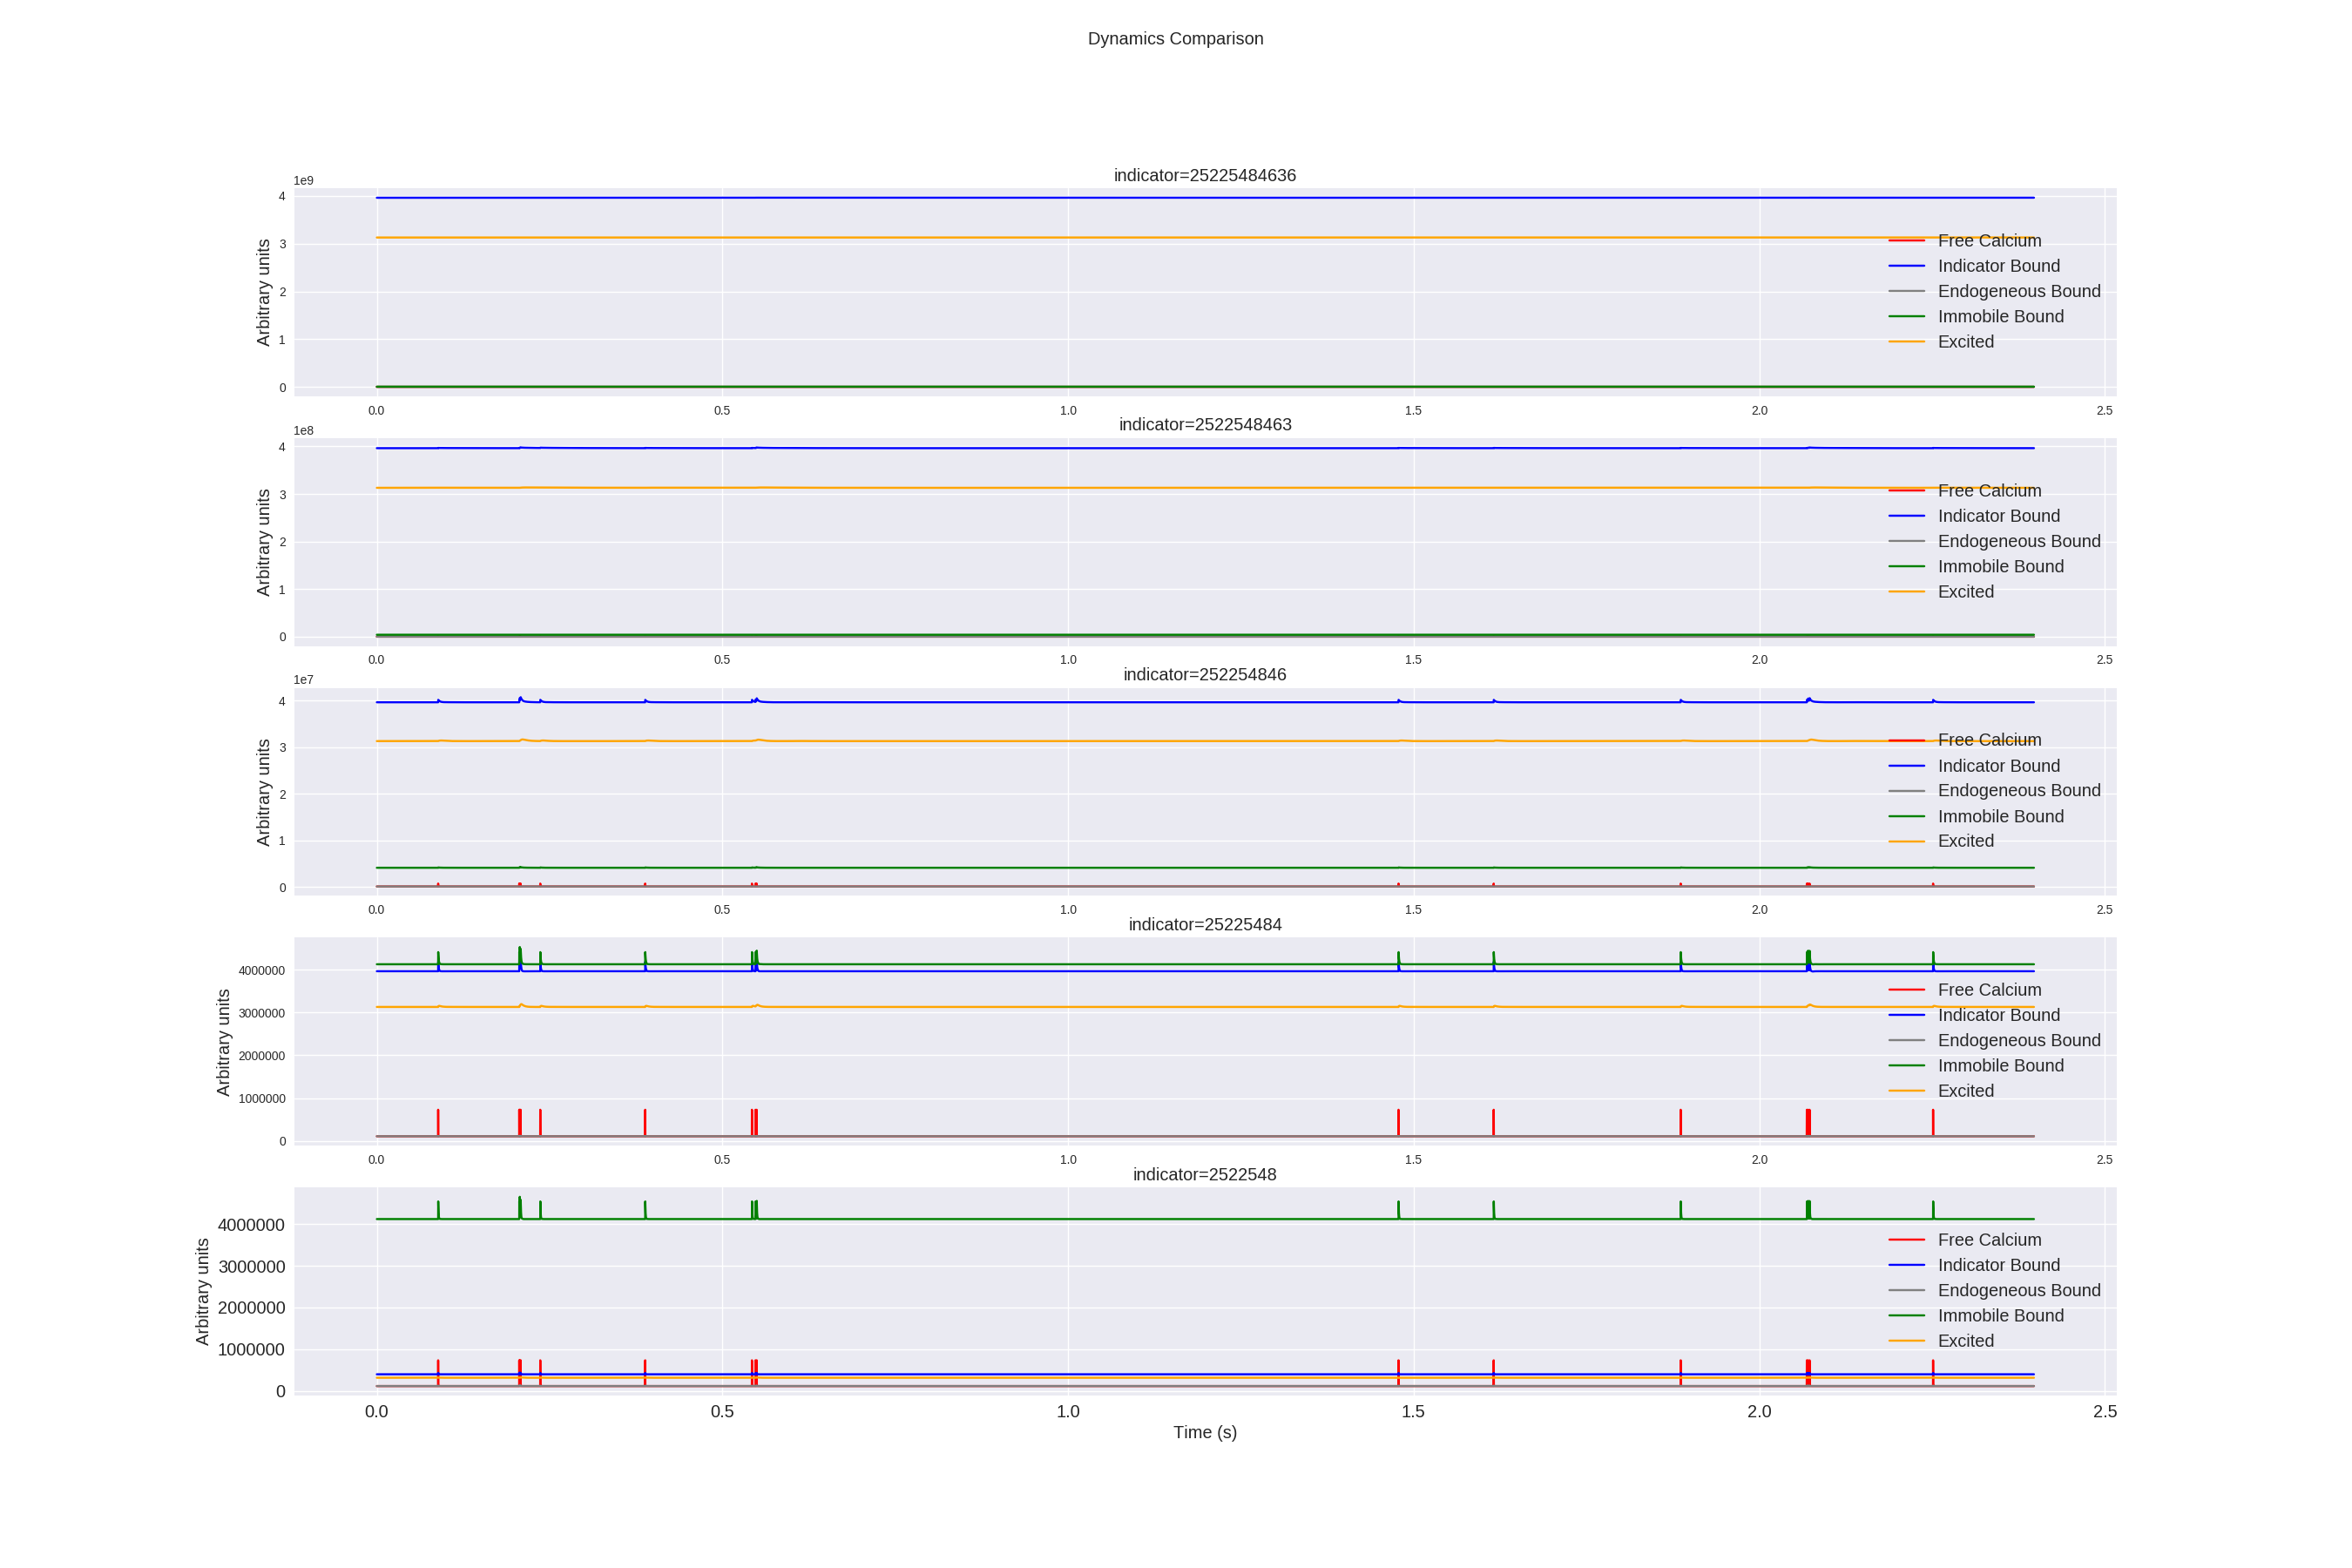 Dynamics Comparison
indicator=25225484636
1e9
4
3
2
1
0
Arbitrary units
Free Calcium
Indicator Bound
Endogeneous Bound
Immobile Bound
Excited
0.0 0.5 1.0 1.5 2.0 2.5
indicator=2522548463
1e8
4
3
2
1
0
Arbitrary units
Free Calcium
Indicator Bound
Endogeneous Bound
Immobile Bound
Excited
0.0 0.5 1.0 1.5 2.0 2.5
indicator=252254846
1e7
4
3
2
1
0
Arbitrary units
Free Calcium
Indicator Bound
Endogeneous Bound
Immobile Bound
Excited
0.0 0.5 1.0 1.5 2.0 2.5
indicator=25225484
4000000
3000000
2000000
1000000
0
Arbitrary units
Free Calcium
Indicator Bound
Endogeneous Bound
Immobile Bound
Excited
0.0 0.5 1.0 1.5 2.0 2.5
indicator=2522548
4000000
3000000
2000000
1000000
0
Arbitrary units
Free Calcium
Indicator Bound
Endogeneous Bound
Immobile Bound
Excited
0.0 0.5 1.0 1.5 2.0 2.5
Time (s)